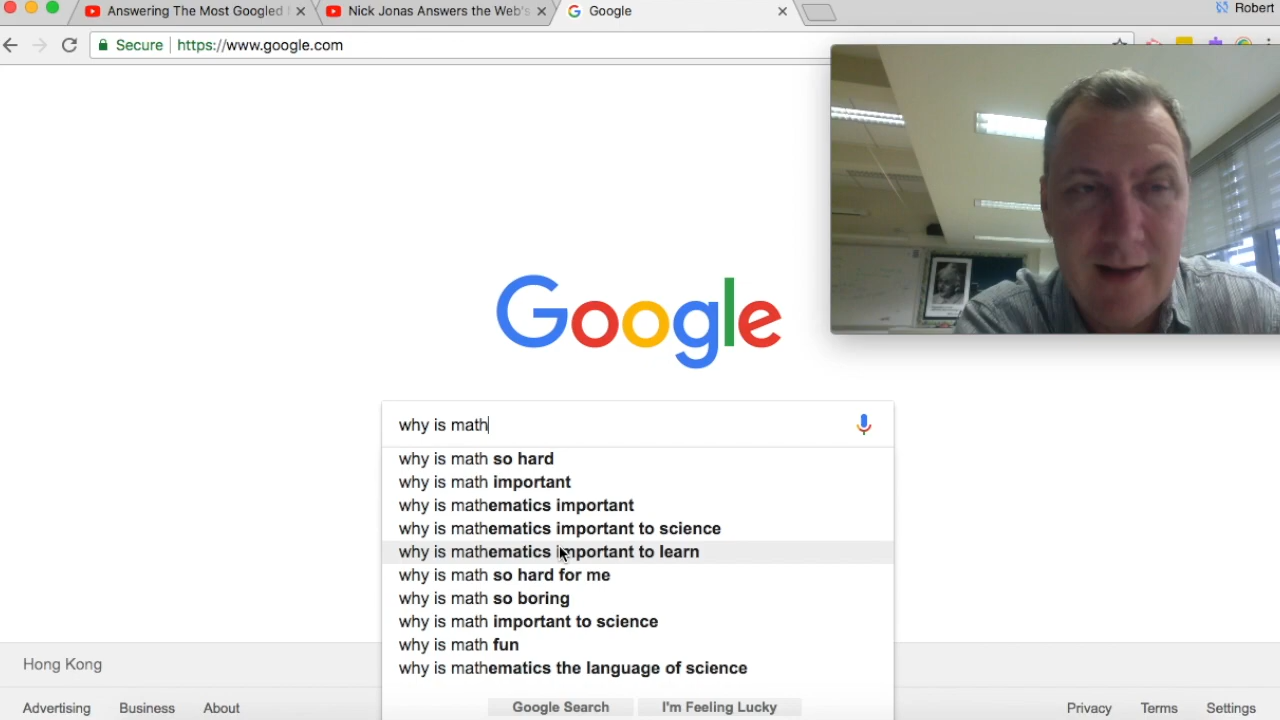 Answering The Most Googled
Nick Jonas Answers the Web's
Google
Robert
Secure
https://www.google.com
Google
why is math
why is math so hard
why is math important
why is mathematics important
why is mathematics important to science
why is mathematics important to learn
why is math so hard for me
why is math so boring
why is math important to science
why is math fun
why is mathematics the language of science
Hong Kong
Google Search
I'm Feeling Lucky
Advertising
Business
About
Privacy
Terms
Settings